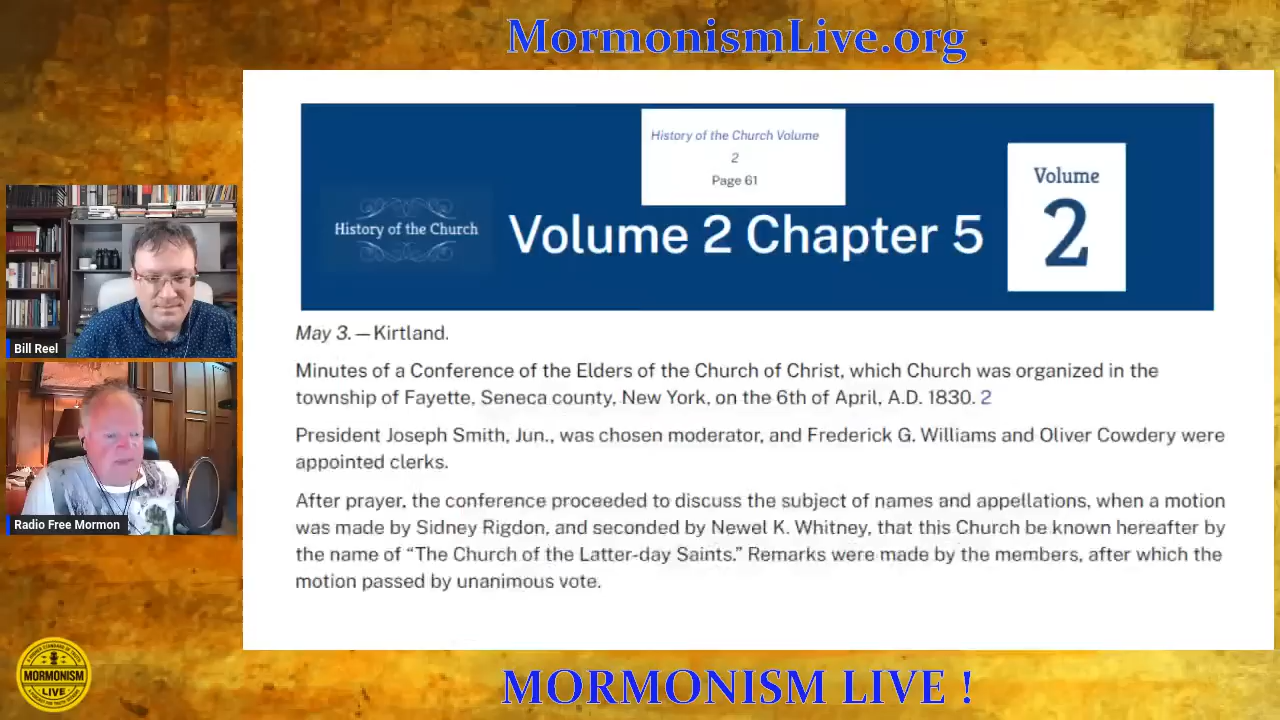 MormonismLive.org
History of the Church Volume
2
Page 61
History of the Church
Volume 2 Chapter 5
Volume
2
May 3. — Kirtland.
Minutes of a Conference of the Elders of the Church of Christ, which Church was organized in the
township of Fayette, Seneca county, New York, on the 6th of April, A.D. 1830. 2
President Joseph Smith, Jun., was chosen moderator, and Frederick G. Williams and Oliver Cowdery were
appointed clerks.
After prayer, the conference proceeded to discuss the subject of names and appellations, when a motion
was made by Sidney Rigdon, and seconded by Newel K. Whitney, that this Church be known hereafter by
the name of “The Church of the Latter-day Saints.” Remarks were made by the members, after which the
motion passed by unanimous vote.
Bill Reel
Radio Free Mormon
MORMONISM
LIVE
MORMONISM LIVE !